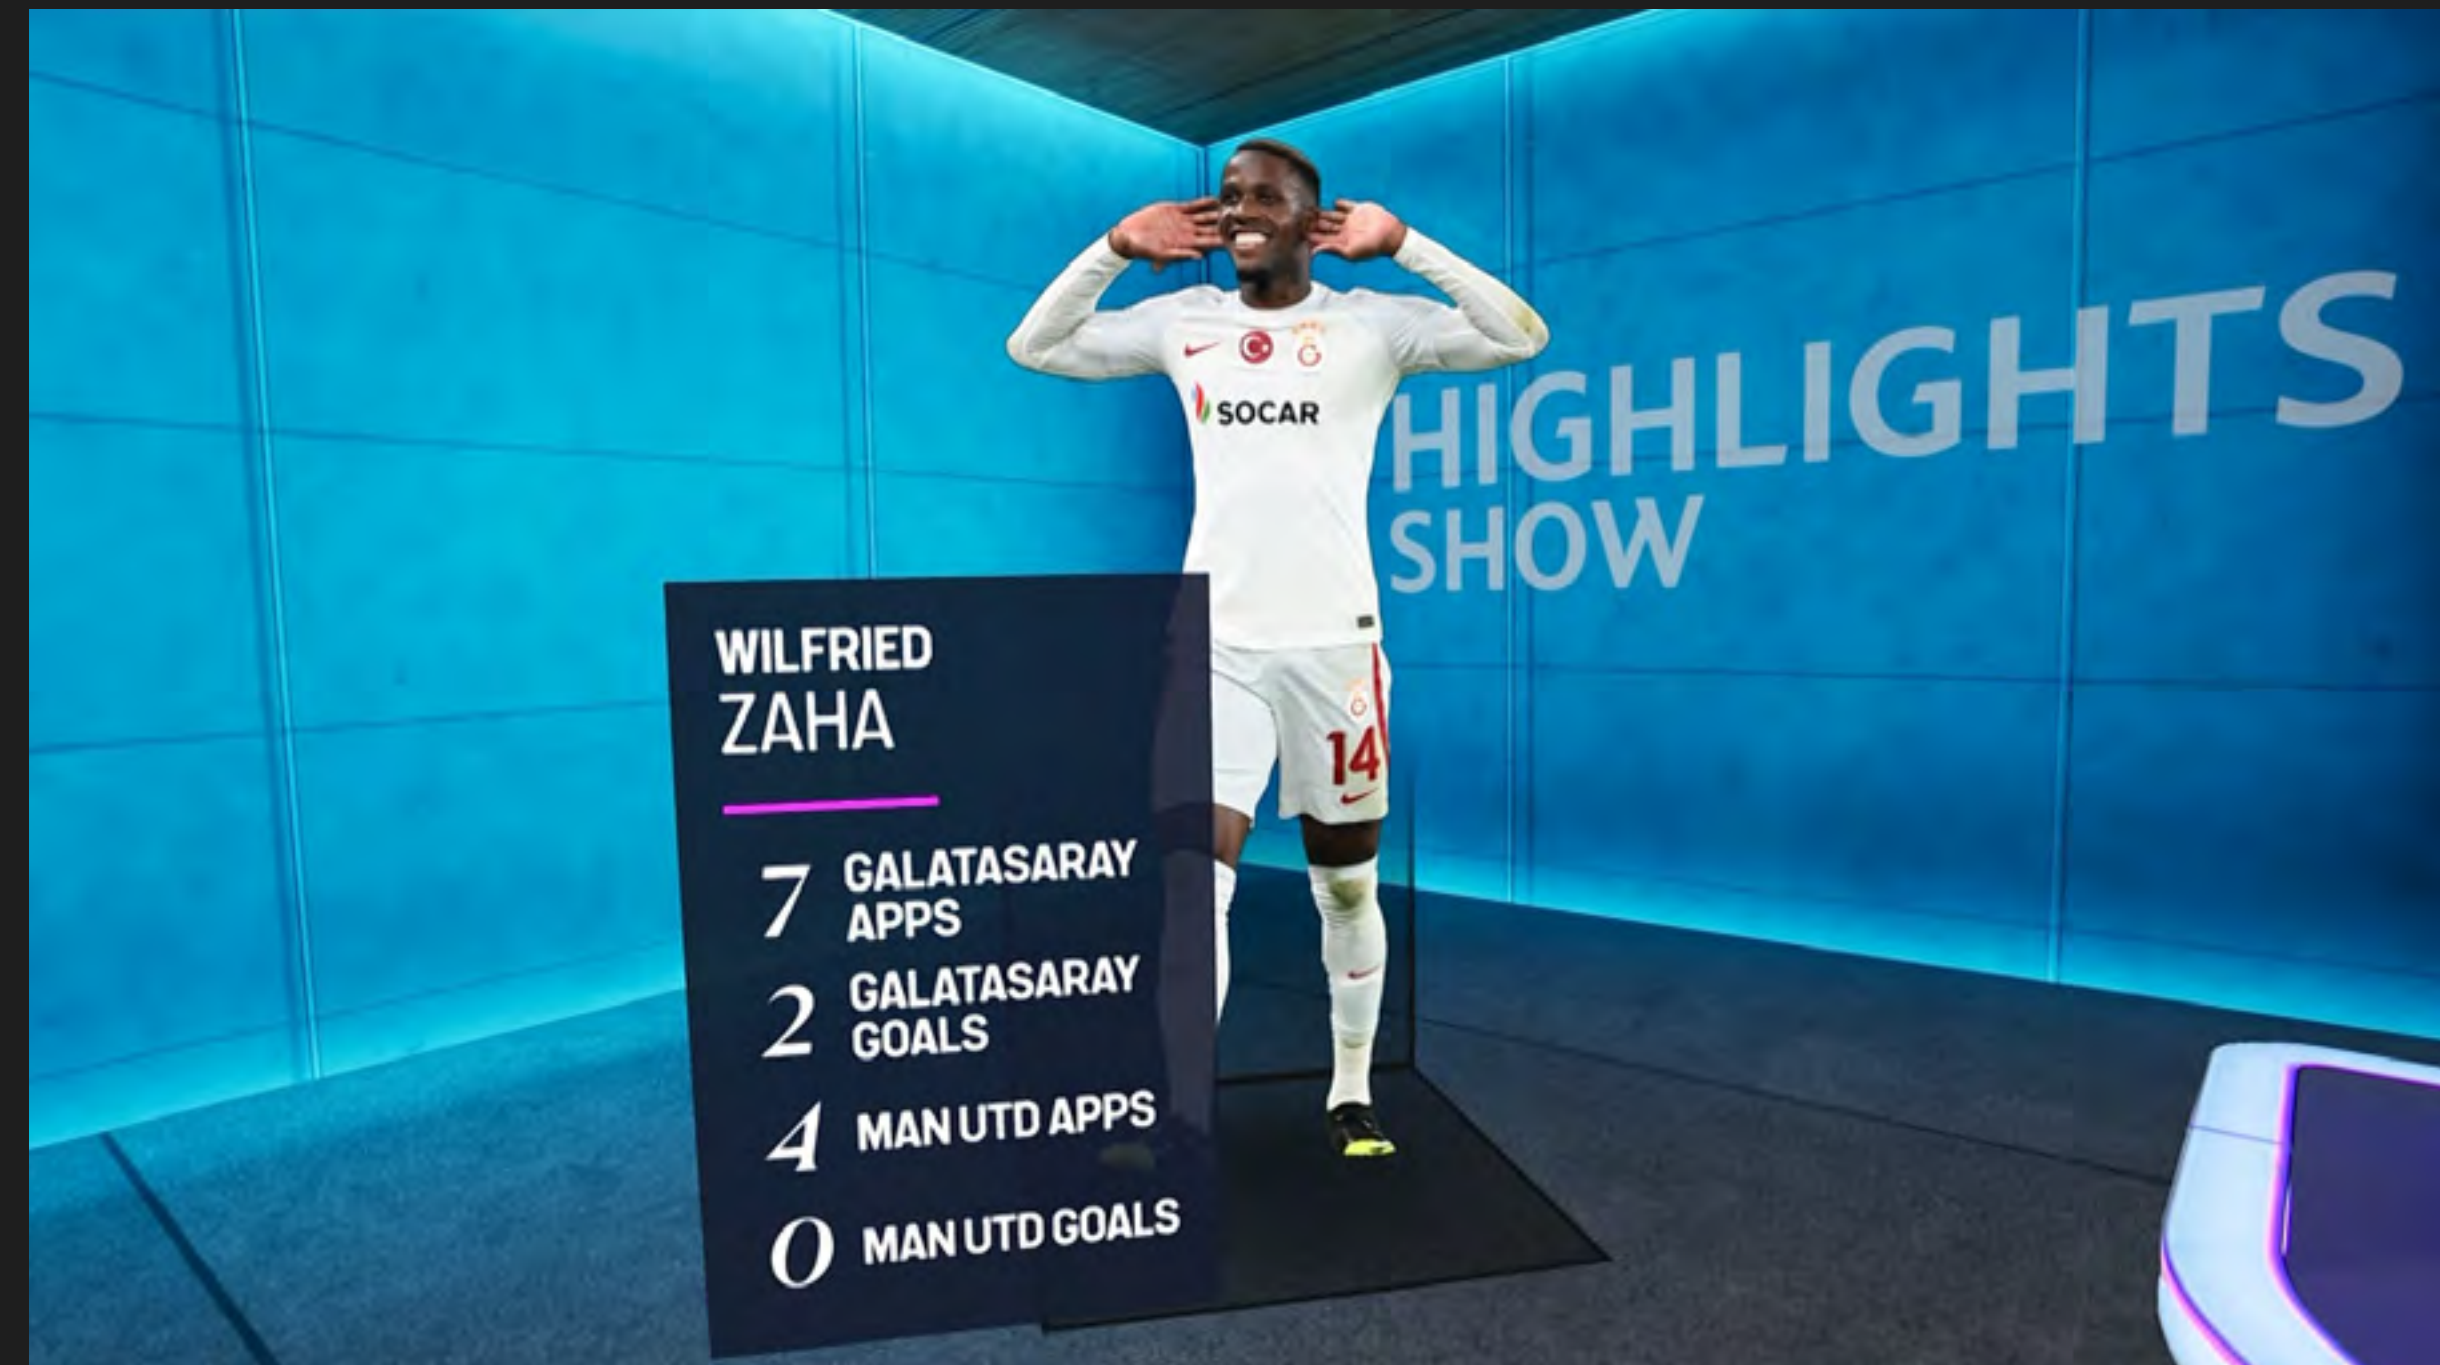 HIGHLIGHTS
SHOW
SOCAR
14
WILFRIED
ZAHA
7 GALATASARAY
APPS
2 GALATASARAY
GOALS
4 MAN UTD APPS
0 MAN UTD GOALS